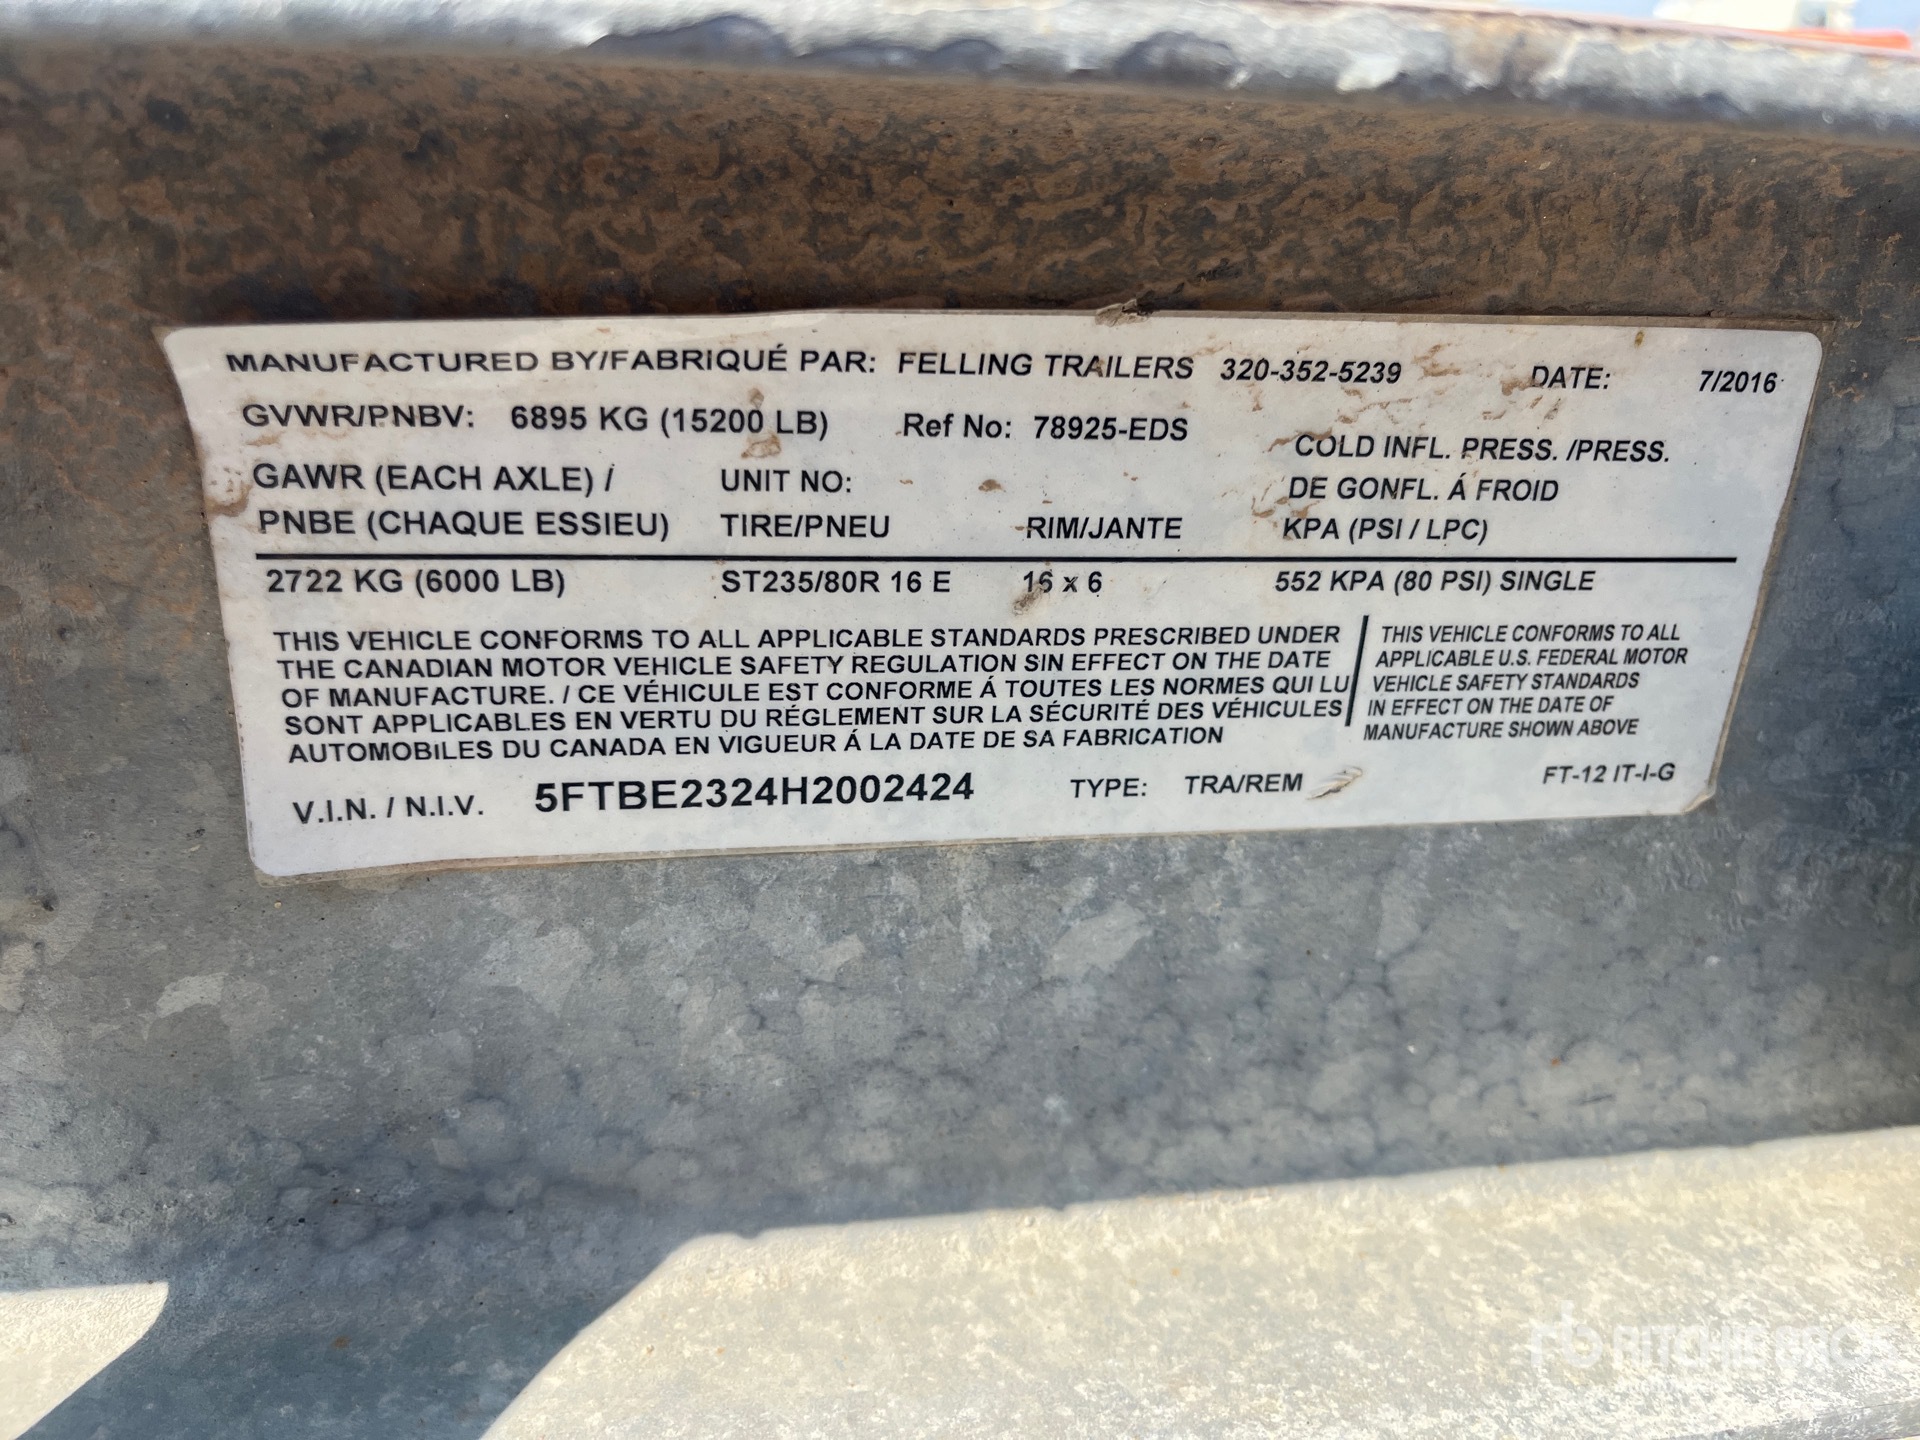 MANUFACTURED BY/FABRIQUÉ PAR: FELLING TRAILERS 320-352-5239 DATE: 7/2016
GVWR/PNBV: 6895 KG (15200 LB) Ref No: 78925-EDS
COLD INFL. PRESS. /PRESS.
GAWR (EACH AXLE) / UNIT NO: DE GONFL. Á FROID
PNBE (CHAQUE ESSIEU) TIRE/PNEU RIM/JANTE KPA (PSI / LPC)
2722 KG (6000 LB) ST235/80R 16 E 16 x 6 552 KPA (80 PSI) SINGLE
THIS VEHICLE CONFORMS TO ALL APPLICABLE STANDARDS PRESCRIBED UNDER
THE CANADIAN MOTOR VEHICLE SAFETY REGULATION SIN EFFECT ON THE DATE
OF MANUFACTURE. / CE VÉHICULE EST CONFORME Á TOUTES LES NORMES QUI LU
SONT APPLICABLES EN VERTU DU RÉGLEMENT SUR LA SÉCURITÉ DES VÉHICULES
AUTOMOBILES DU CANADA EN VIGUEUR Á LA DATE DE SA FABRICATION
THIS VEHICLE CONFORMS TO ALL
APPLICABLE U.S. FEDERAL MOTOR
VEHICLE SAFETY STANDARDS
IN EFFECT ON THE DATE OF
MANUFACTURE SHOWN ABOVE
V.I.N. / N.I.V. 5FTBE2324H2002424 TYPE: TRA/REM FT-12 IT-I-G
rb RITCHIE BROS